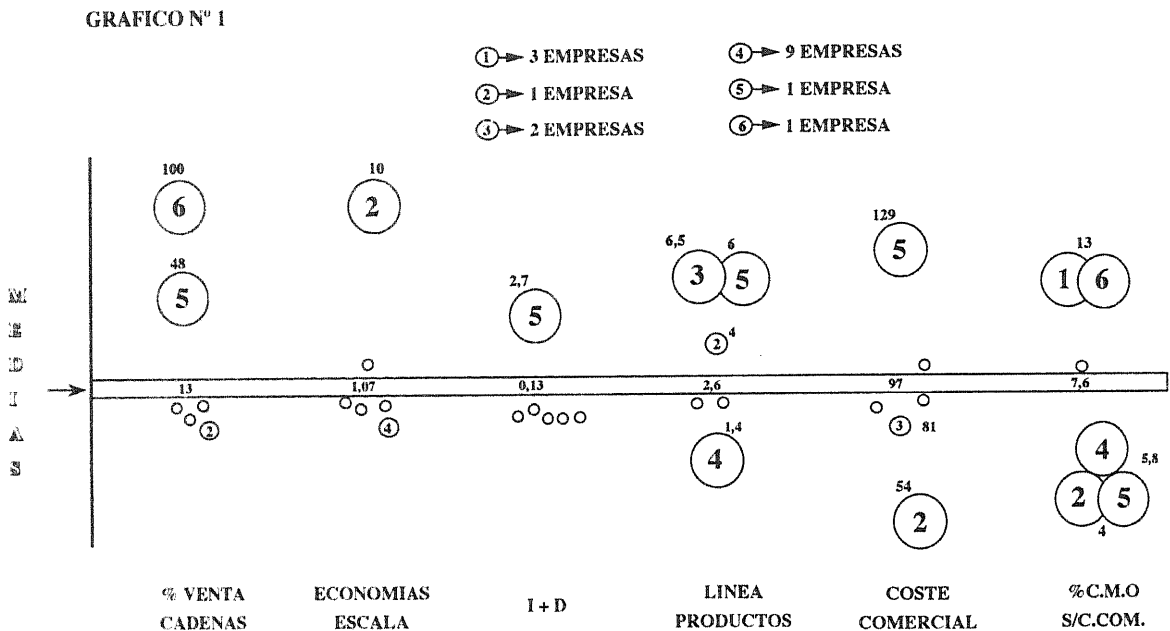 GRAFICO Nº 1
① → 3 EMPRESAS ④ → 9 EMPRESAS
② → 1 EMPRESA ⑤ → 1 EMPRESA
③ → 2 EMPRESAS ⑥ → 1 EMPRESA
100 10
6 2 129
48 6,5 6 5 13
5 2,7 3 5 1 6
5 2 4
MEDIAS
13 1,07 0,13 2,6 97 7,6
2 4 1,4 3 81
4 4 5,8
54 2 5
2 4
% VENTA ECONOMIAS I + D LINEA COSTE %C.M.O
CADENAS ESCALA PRODUCTOS COMERCIAL S/C.COM.